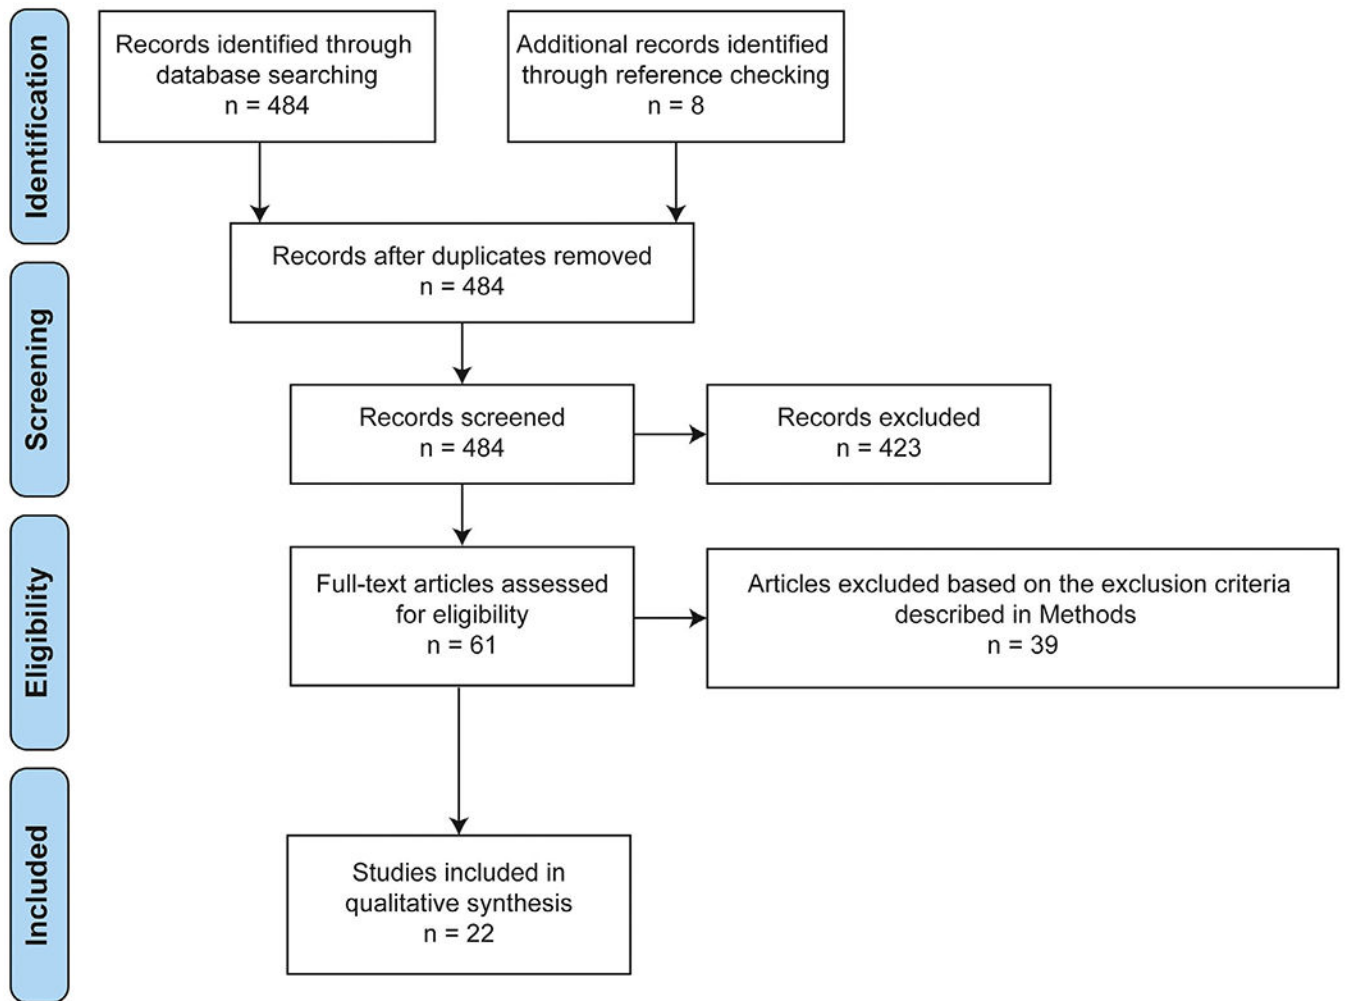 Identification
Records identified through
database searching
n = 484
Additional records identified
through reference checking
n = 8
Records after duplicates removed
n = 484
Screening
Records screened
n = 484
Records excluded
n = 423
Eligibility
Full-text articles assessed
for eligibility
n = 61
Articles excluded based on the exclusion criteria
described in Methods
n = 39
Included
Studies included in
qualitative synthesis
n = 22